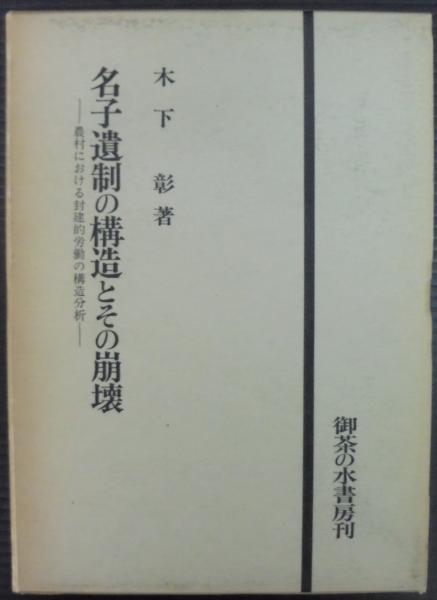 木下彰著
名子遺制の構造とその崩壊
――農村における封建的労働の構造分析――
御茶の水書房刊